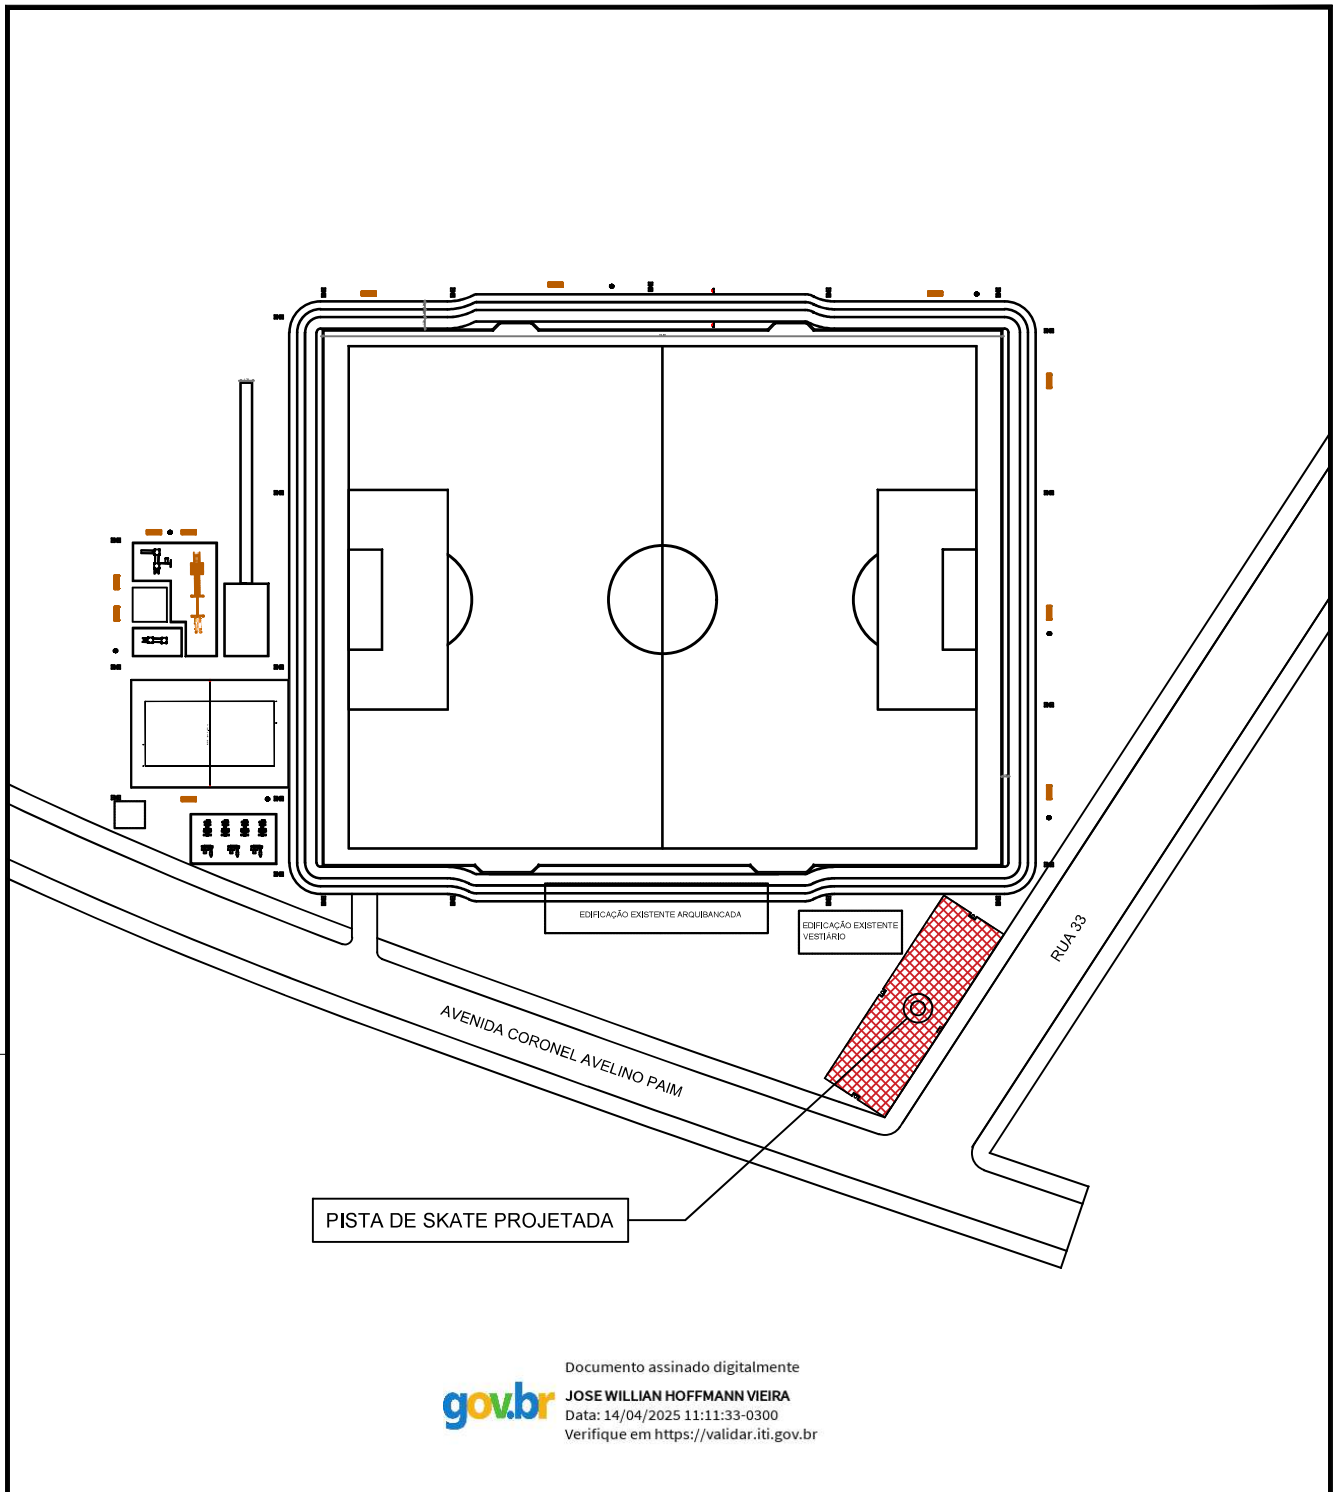 EDIFICAÇÃO EXISTENTE ARQUIBANCADA
EDIFICAÇÃO EXISTENTE
VESTIÁRIO
RUA 33
AVENIDA CORONEL AVELINO PAIM
PISTA DE SKATE PROJETADA
gov.br
Documento assinado digitalmente
JOSE WILLIAN HOFFMANN VIEIRA
Data: 14/04/2025 11:11:33-0300
Verifique em https://validar.iti.gov.br